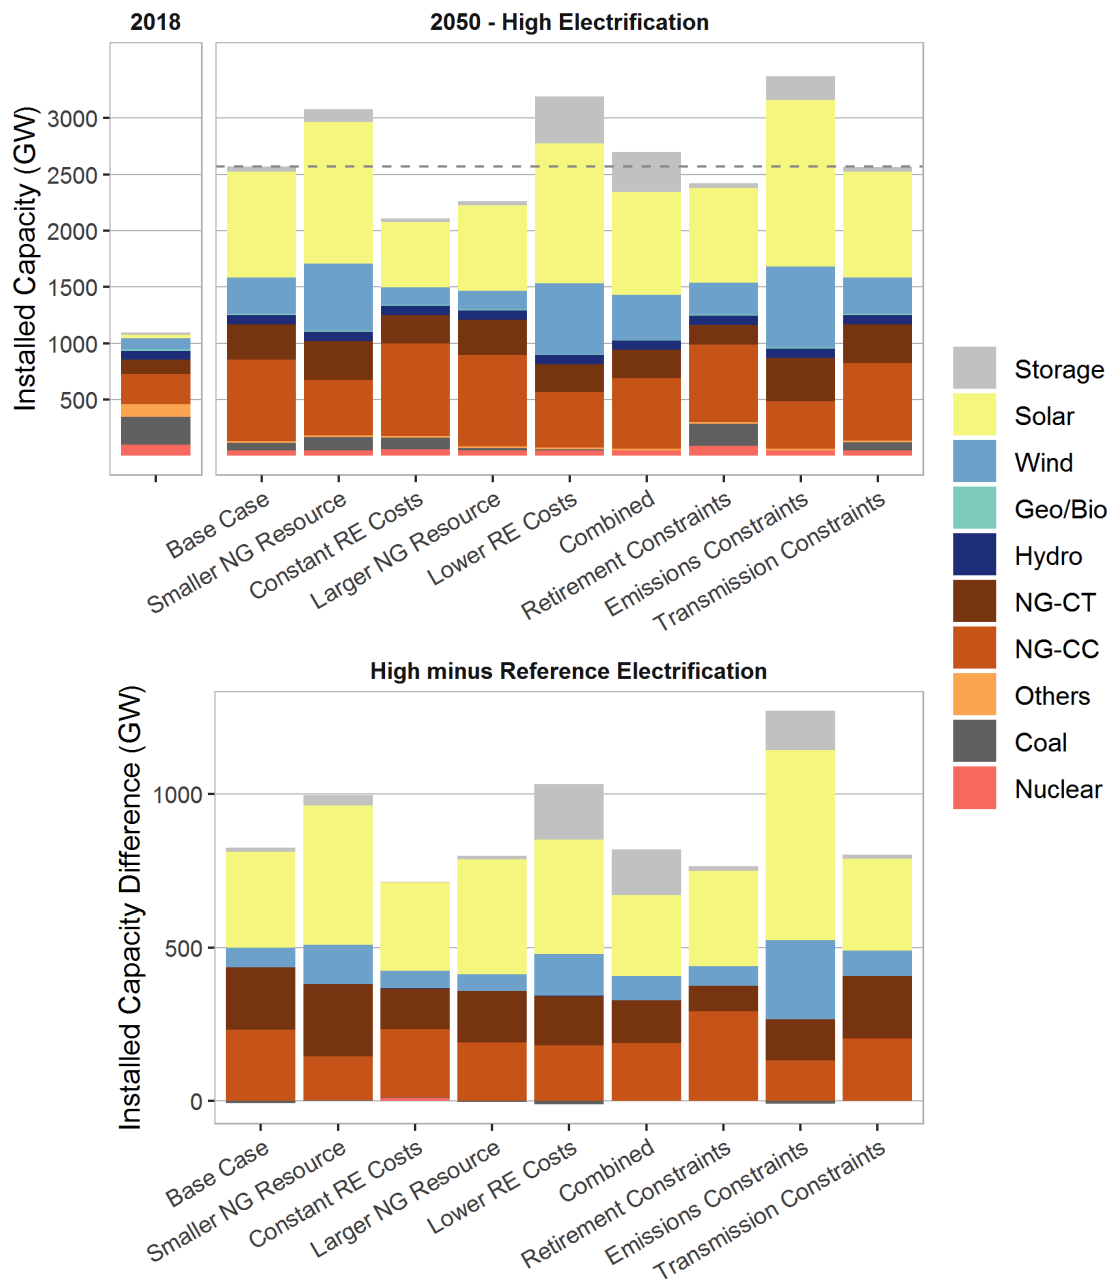 2018
2050 - High Electrification
Installed Capacity (GW)
3000
2500
2000
1500
1000
500
Base Case
Smaller NG Resource
Constant RE Costs
Larger NG Resource
Lower RE Costs
Combined
Retirement Constraints
Emissions Constraints
Transmission Constraints
Storage
Solar
Wind
Geo/Bio
Hydro
NG-CT
NG-CC
Others
Coal
Nuclear
High minus Reference Electrification
Installed Capacity Difference (GW)
1000
500
0
Base Case
Smaller NG Resource
Constant RE Costs
Larger NG Resource
Lower RE Costs
Combined
Retirement Constraints
Emissions Constraints
Transmission Constraints